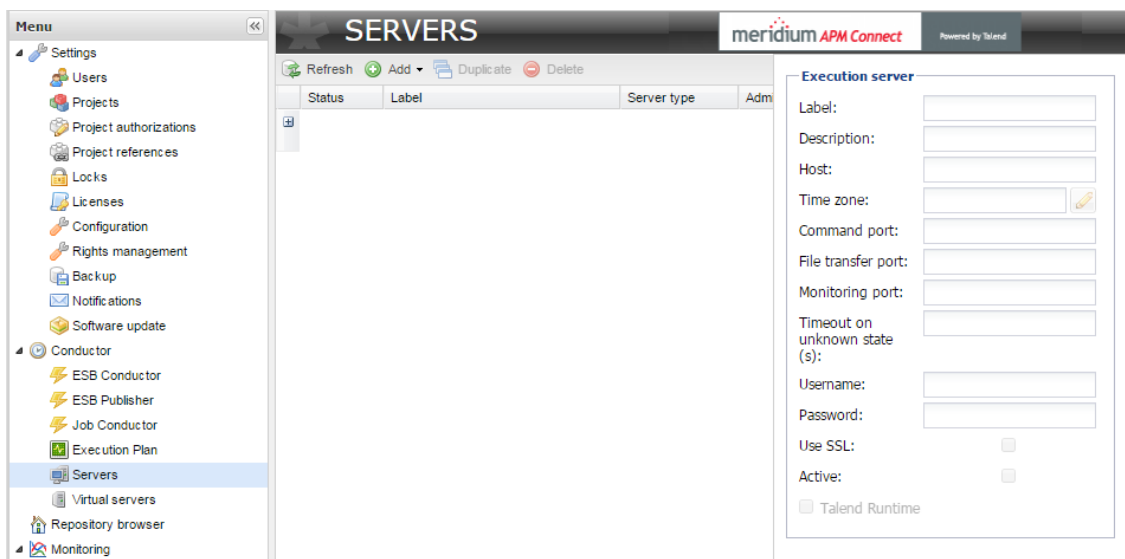 Menu
Settings
Users
Projects
Project authorizations
Project references
Locks
Licenses
Configuration
Rights management
Backup
Notifications
Software update
Conductor
ESB Conductor
ESB Publisher
Job Conductor
Execution Plan
Servers
Virtual servers
Repository browser
Monitoring
SERVERS
meridium APM Connect
Powered by Talend
Refresh Add Duplicate Delete
Status Label Server type Adm
Execution server
Label:
Description:
Host:
Time zone:
Command port:
File transfer port:
Monitoring port:
Timeout on
unknown state
(s):
Username:
Password:
Use SSL:
Active:
Talend Runtime